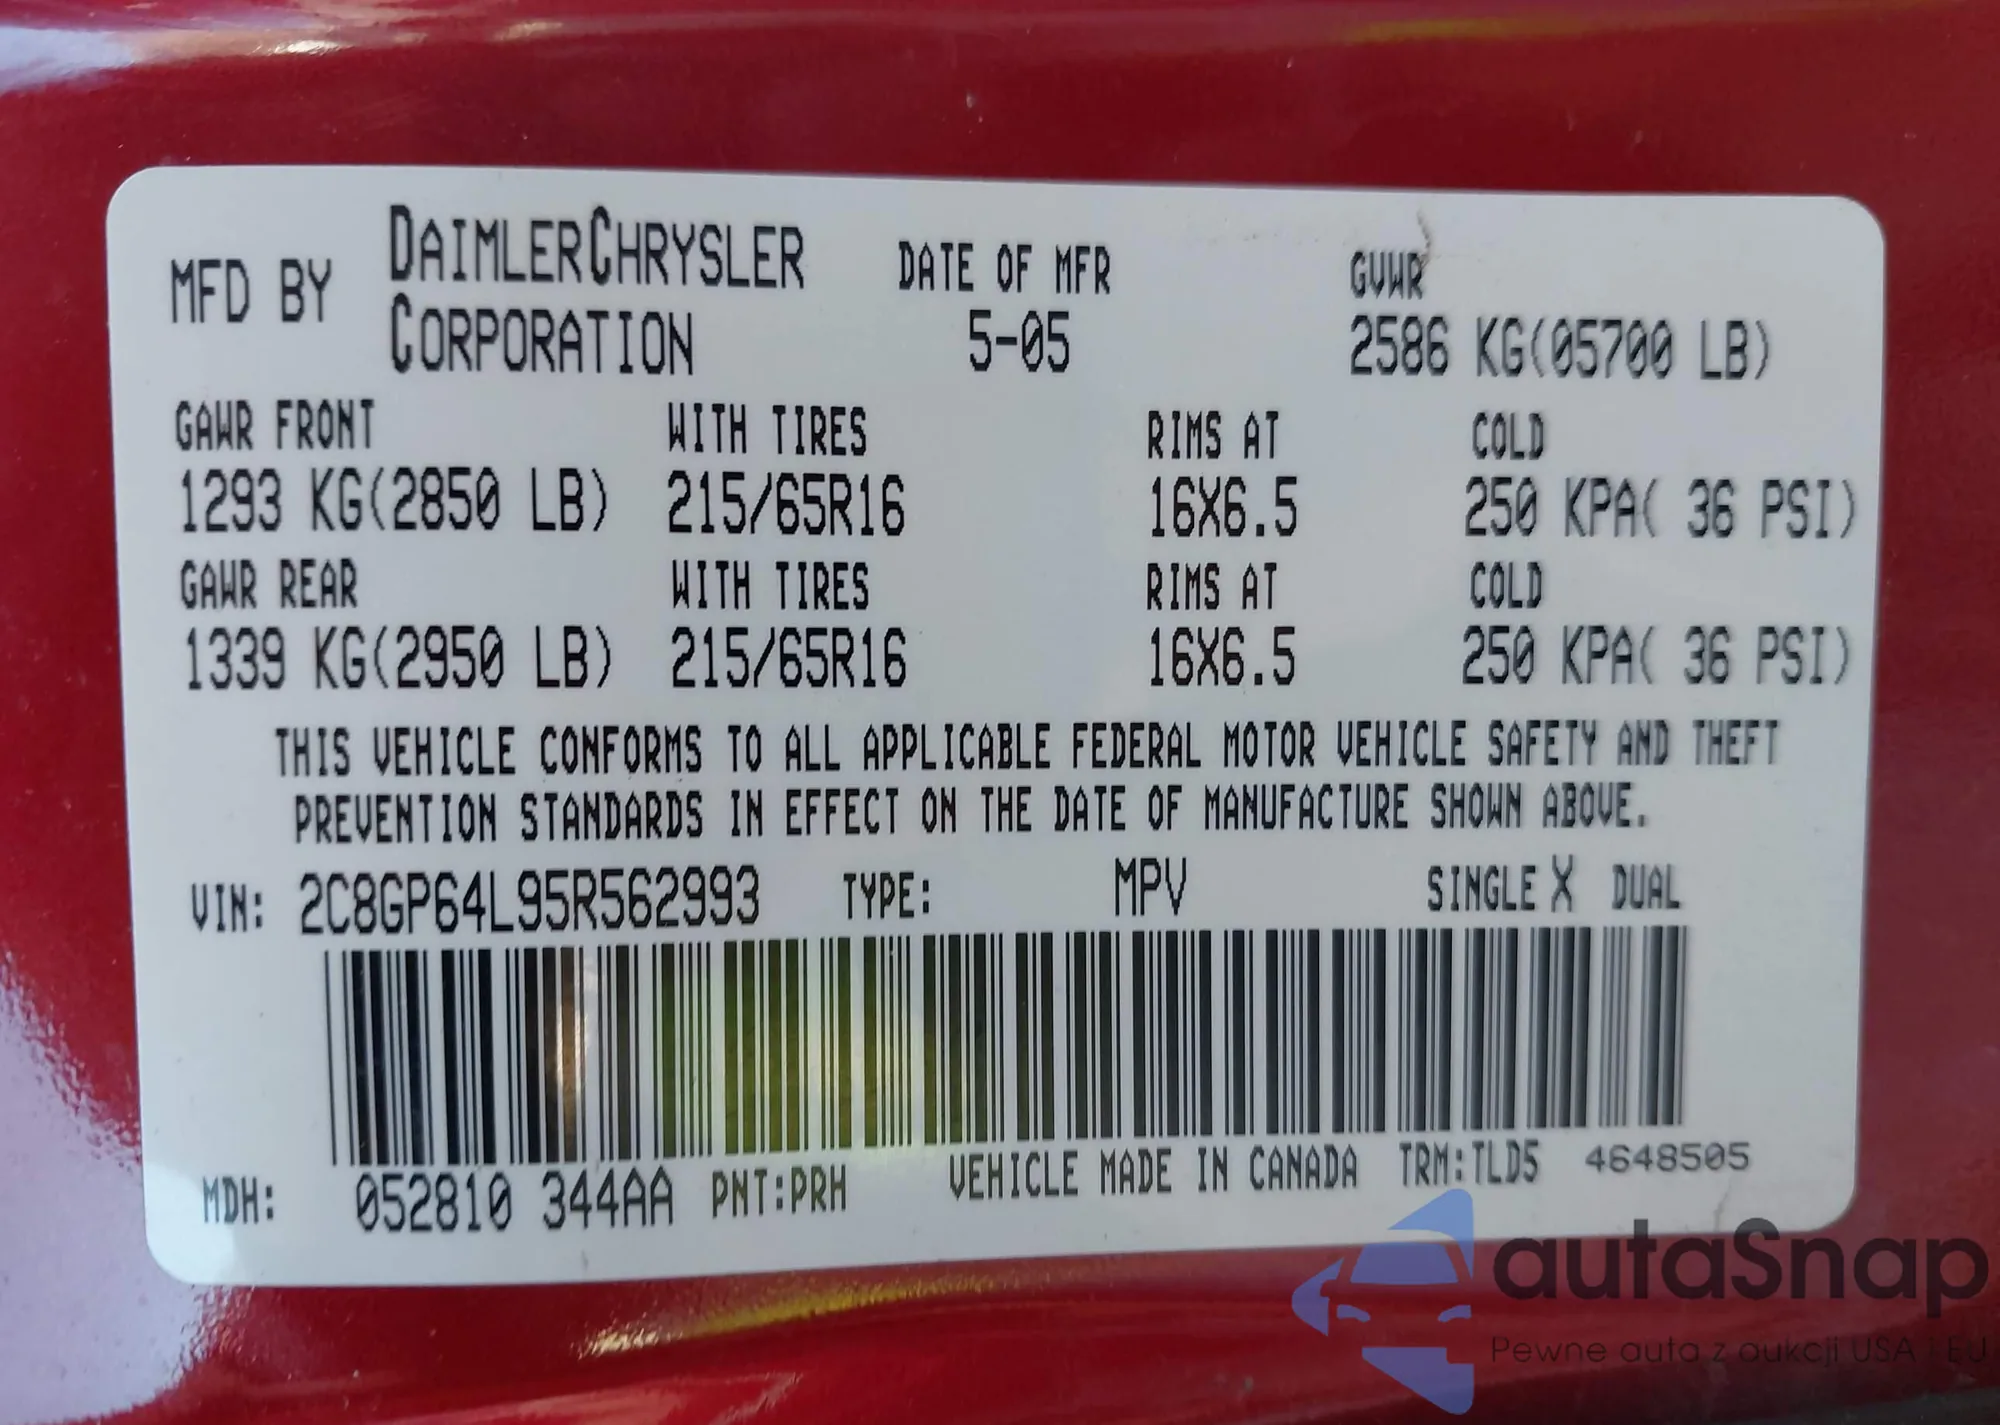 MFD BY DAIMLERCHRYSLER CORPORATION DATE OF MFR 5-05 GVWR 2586 KG(05700 LB)
GAWR FRONT WITH TIRES RIMS AT COLD
1293 KG(2850 LB) 215/65R16 16X6.5 250 KPA( 36 PSI)
GAWR REAR WITH TIRES RIMS AT COLD
1339 KG(2950 LB) 215/65R16 16X6.5 250 KPA( 36 PSI)
THIS VEHICLE CONFORMS TO ALL APPLICABLE FEDERAL MOTOR VEHICLE SAFETY AND THEFT
PREVENTION STANDARDS IN EFFECT ON THE DATE OF MANUFACTURE SHOWN ABOVE.
VIN: 2C8GP64L95R562993 TYPE: MPV SINGLE X DUAL
MDH: 052810 344AA PNT:PRH VEHICLE MADE IN CANADA TRM:TLD5 4648505
autaSnap
Pewne auta z aukcji USA i EU